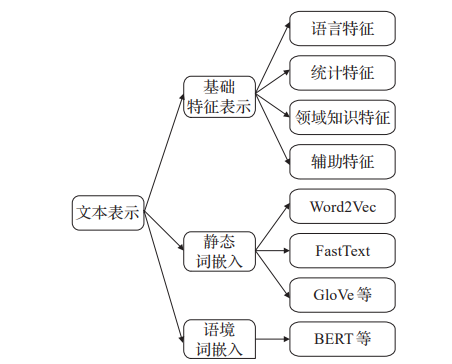 语言特征
统计特征
基础
特征表示
领域知识特征
辅助特征
文本表示
Word2Vec
静态
词嵌入
FastText
GloVe 等
语境
词嵌入
BERT 等